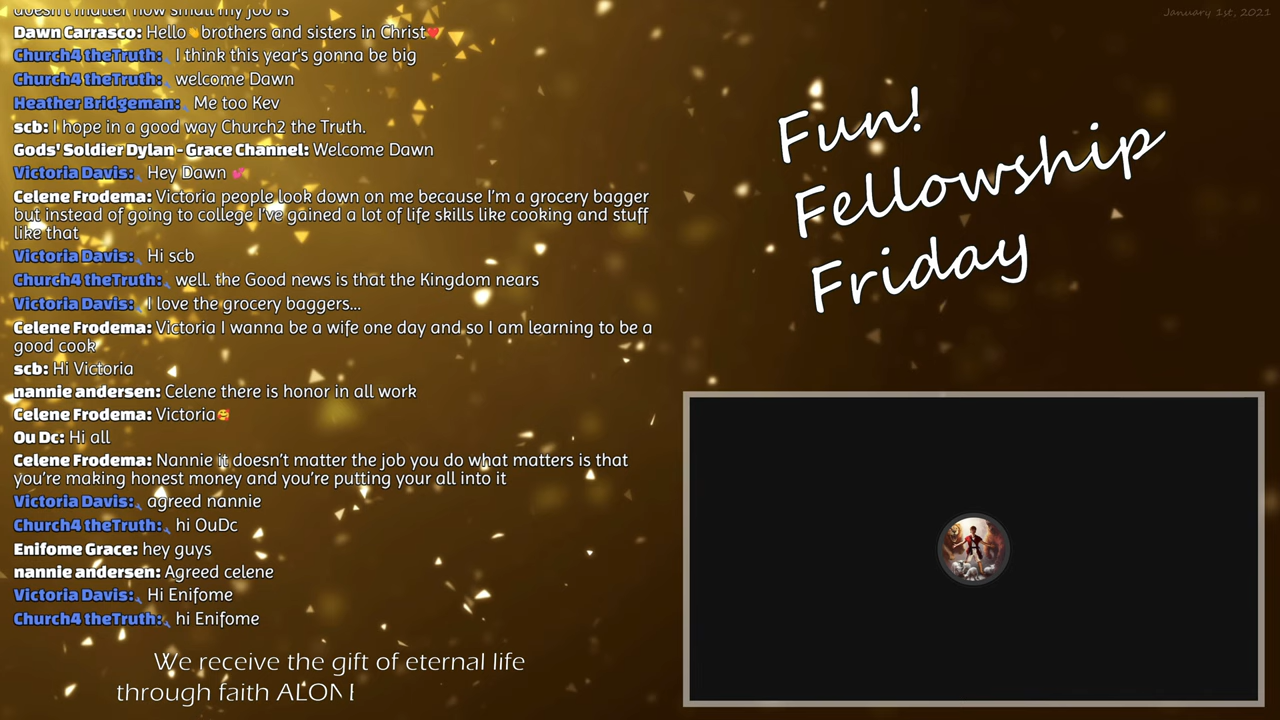 doesn't matter how small my job is
Dawn Carrasco: Hello👋brothers and sisters in Christ❤️
Church4 theTruth: I think this year's gonna be big
Church4 theTruth: welcome Dawn
Heather Bridgeman: Me too Kev
scb: I hope in a good way Church2 the Truth.
Gods' Soldier Dylan - Grace Channel: Welcome Dawn
Victoria Davis: Hey Dawn 💕
Celene Frodema: Victoria people look down on me because I'm a grocery bagger
but instead of going to college I've gained a lot of life skills like cooking and stuff
like that
Victoria Davis: Hi scb
Church4 theTruth: well. the Good news is that the Kingdom nears
Victoria Davis: I love the grocery baggers...
Celene Frodema: Victoria I wanna be a wife one day and so I am learning to be a
good cook
scb: Hi Victoria
nannie andersen: Celene there is honor in all work
Celene Frodema: Victoria🥰
Ou Dc: Hi all
Celene Frodema: Nannie it doesn't matter the job you do what matters is that
you're making honest money and you're putting your all into it
Victoria Davis: agreed nannie
Church4 theTruth: hi OuDc
Enifome Grace: hey guys
nannie andersen: Agreed celene
Victoria Davis: Hi Enifome
Church4 theTruth: hi Enifome
We receive the gift of eternal life
through faith ALONE
January 1st, 2021
Fun!
Fellowship
Friday